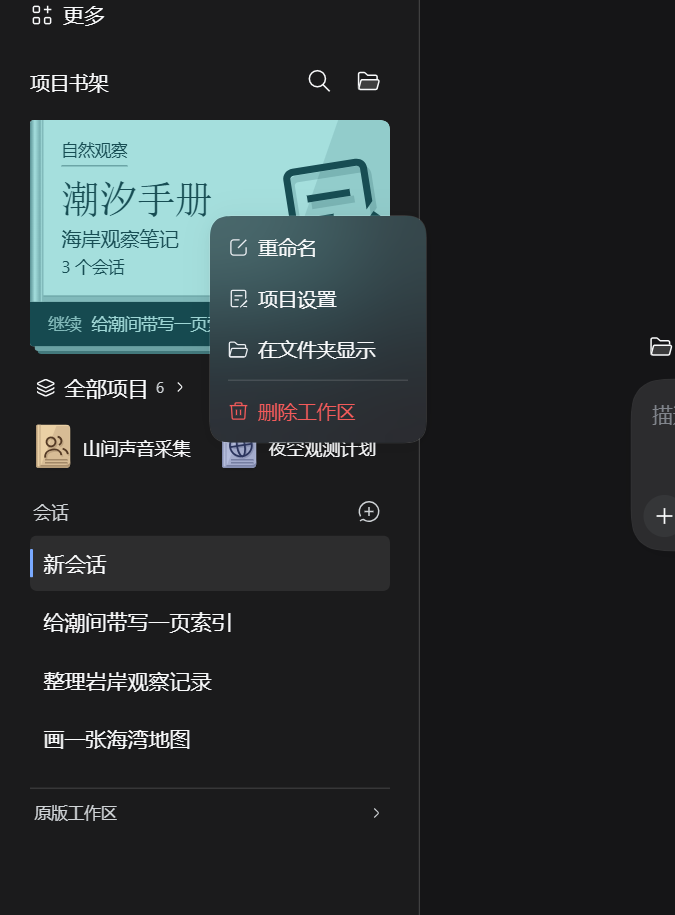 更多
项目书架
自然观察
潮汐手册
海岸观察笔记
3 个会话
继续 给潮间带写一页
重命名
项目设置
在文件夹显示
删除工作区
全部项目 6
山间声音采集
夜空观测计划
会话
新会话
给潮间带写一页索引
整理岩岸观察记录
画一张海湾地图
原版工作区